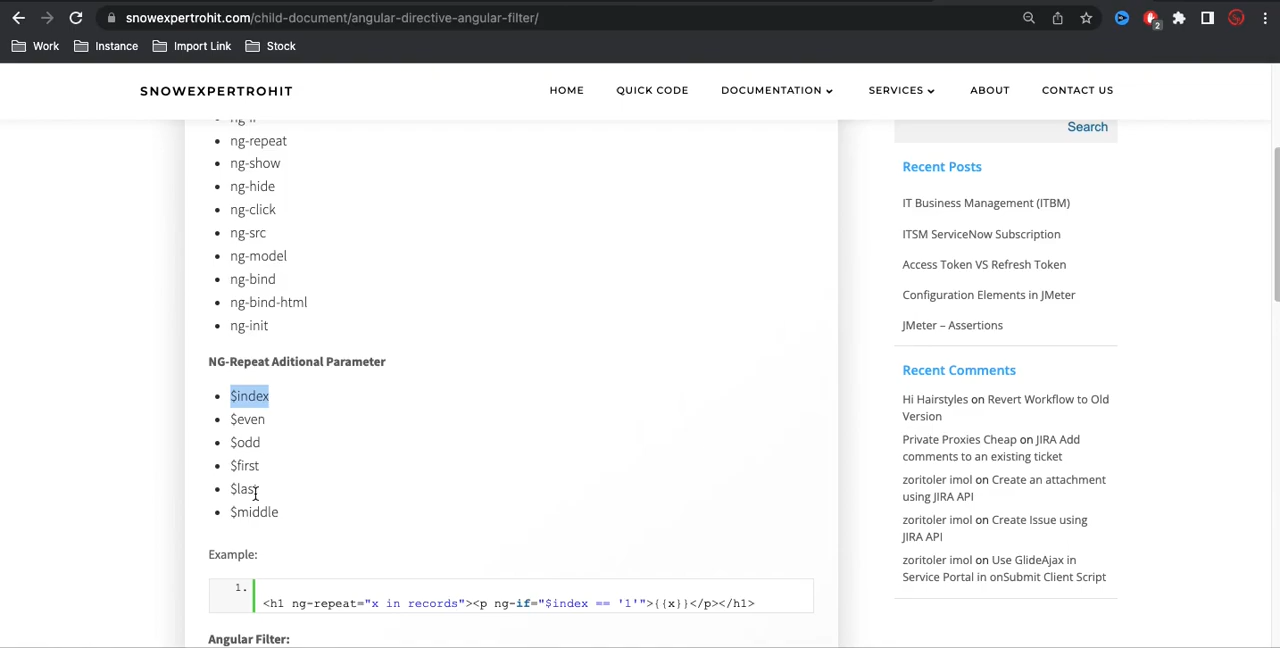 snowexpertrohit.com/child-document/angular-directive-angular-filter/
2
Work Instance Import Link Stock
SNOWEXPERTROHIT
HOME QUICK CODE DOCUMENTATION SERVICES ABOUT CONTACT US
ng-repeat
ng-show
ng-hide
ng-click
ng-src
ng-model
ng-bind
ng-bind-html
ng-init
NG-Repeat Aditional Parameter
$index
$even
$odd
$first
$last
$middle
Example:
1.
<h1 ng-repeat="x in records"><p ng-if="$index == '1'">{{x}}</p></h1>
Angular Filter:
Search
Recent Posts
IT Business Management (ITBM)
ITSM ServiceNow Subscription
Access Token VS Refresh Token
Configuration Elements in JMeter
JMeter – Assertions
Recent Comments
Hi Hairstyles on Revert Workflow to Old
Version
Private Proxies Cheap on JIRA Add
comments to an existing ticket
zoritoler imol on Create an attachment
using JIRA API
zoritoler imol on Create Issue using
JIRA API
zoritoler imol on Use GlideAjax in
Service Portal in onSubmit Client Script